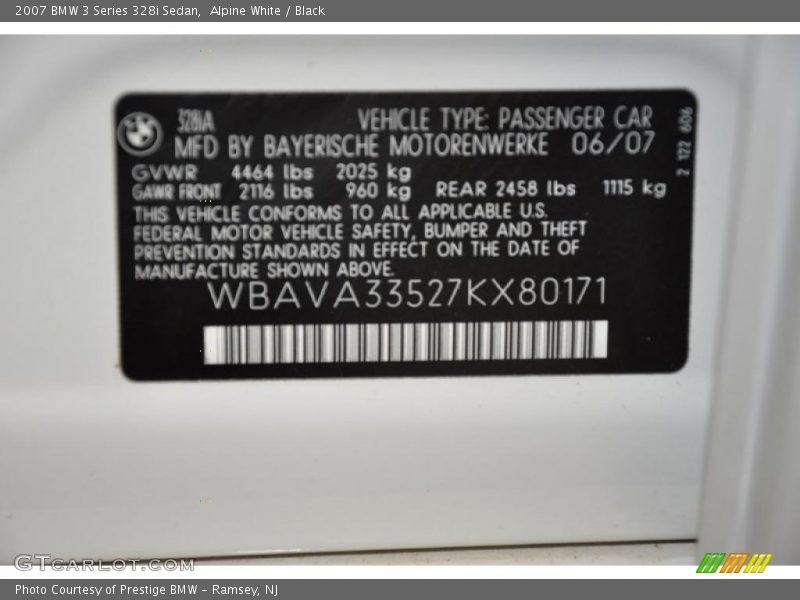 2007 BMW 3 Series 328i Sedan, Alpine White / Black
328iA VEHICLE TYPE: PASSENGER CAR
MFD BY BAYERISCHE MOTORENWERKE 06/07
GVWR 4464 lbs 2025 kg
GAWR FRONT 2116 lbs 960 kg REAR 2458 lbs 1115 kg
THIS VEHICLE CONFORMS TO ALL APPLICABLE U.S.
FEDERAL MOTOR VEHICLE SAFETY, BUMPER AND THEFT
PREVENTION STANDARDS IN EFFECT ON THE DATE OF
MANUFACTURE SHOWN ABOVE.
WBAVA33527KX80171
2 122 606
GTCARLOT.COM
Photo Courtesy of Prestige BMW - Ramsey, NJ